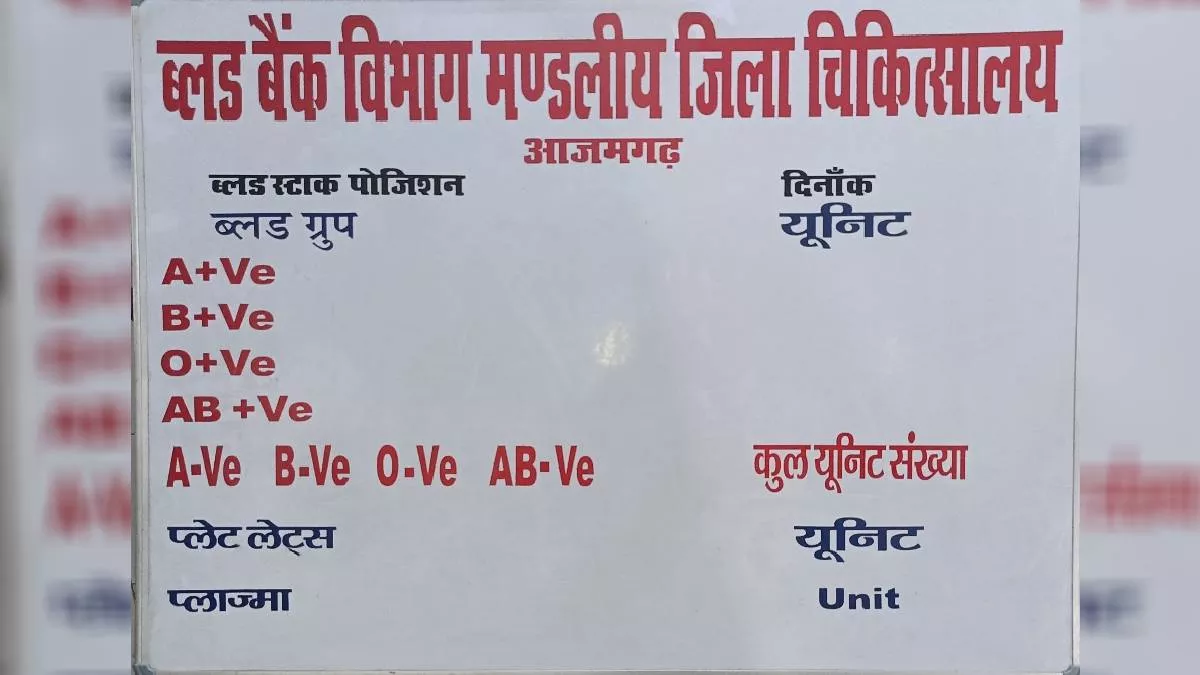 ब्लड बैंक विभाग मण्डलीय जिला चिकित्सालय
आजमगढ़
ब्लड स्टाक पोजिशन दिनाँक
ब्लड ग्रुप यूनिट
A+Ve
B+Ve
O+Ve
AB +Ve
A-Ve B-Ve O-Ve AB-Ve कुल यूनिट संख्या
प्लेट लेट्स यूनिट
प्लाज्मा Unit